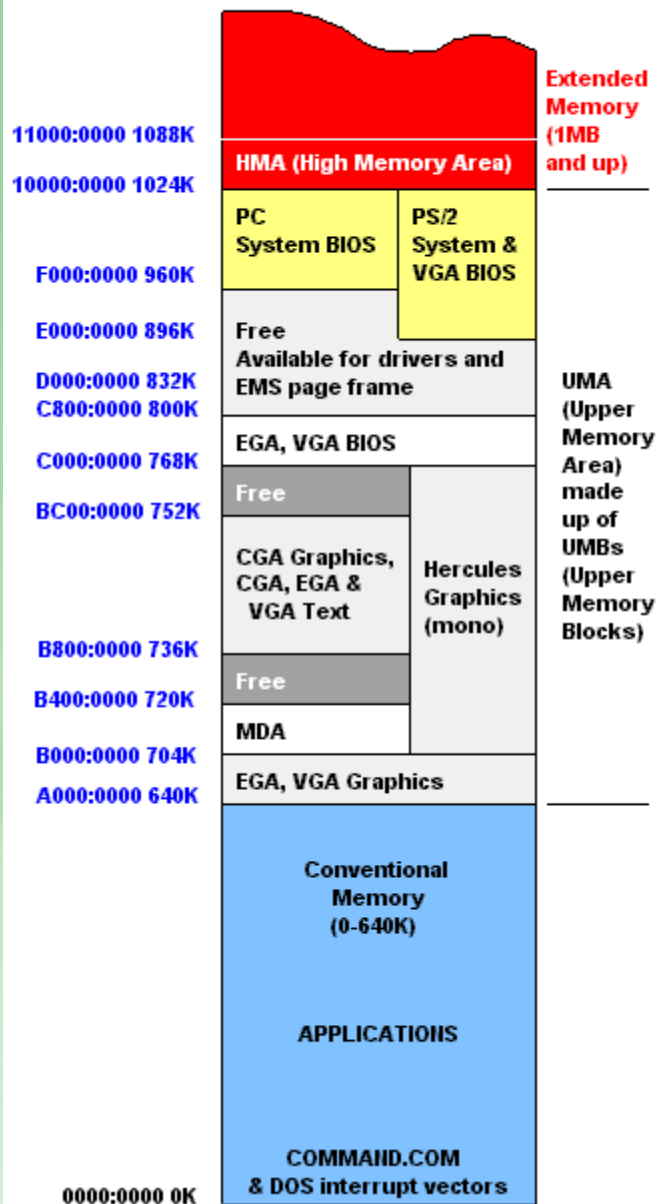 Extended
Memory
(1MB
and up)
11000:0000 1088K
HMA (High Memory Area)
10000:0000 1024K
PC
System BIOS
PS/2
System &
VGA BIOS
F000:0000 960K
E000:0000 896K
Free
Available for drivers and
EMS page frame
D000:0000 832K
C800:0000 800K
EGA, VGA BIOS
C000:0000 768K
Free
BC00:0000 752K
CGA Graphics,
CGA, EGA &
VGA Text
Hercules
Graphics
(mono)
UMA
(Upper
Memory
Area)
made
up of
UMBs
(Upper
Memory
Blocks)
B800:0000 736K
Free
B400:0000 720K
MDA
B000:0000 704K
EGA, VGA Graphics
A000:0000 640K
Conventional
Memory
(0-640K)
APPLICATIONS
COMMAND.COM
& DOS interrupt vectors
0000:0000 0K